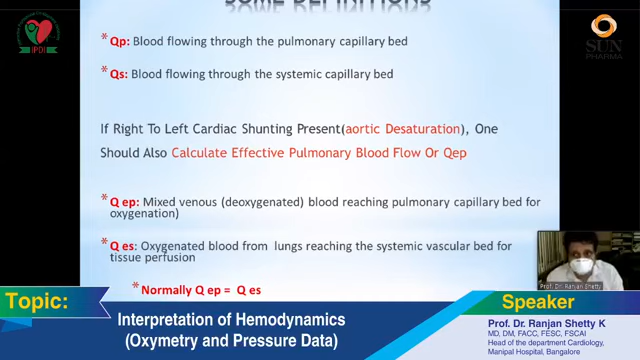 SOME DEFINITIONS
* Qp: Blood flowing through the pulmonary capillary bed
* Qs: Blood flowing through the systemic capillary bed
If Right To Left Cardiac Shunting Present(aortic Desaturation), One
Should Also Calculate Effective Pulmonary Blood Flow Or Qep
* Q ep: Mixed venous (deoxygenated) blood reaching pulmonary capillary bed for
oxygenation)
* Q es: Oxygenated blood from lungs reaching the systemic vascular bed for
tissue perfusion
* Normally Q ep = Q es
IPDI
SUN
PHARMA
Prof. Dr. Ranjan Shetty
Topic:
Interpretation of Hemodynamics
(Oxymetry and Pressure Data)
Speaker
Prof. Dr. Ranjan Shetty K
MD, DM, FACC, FESC, FSCAI
Head of the department Cardiology,
Manipal Hospital, Bangalore